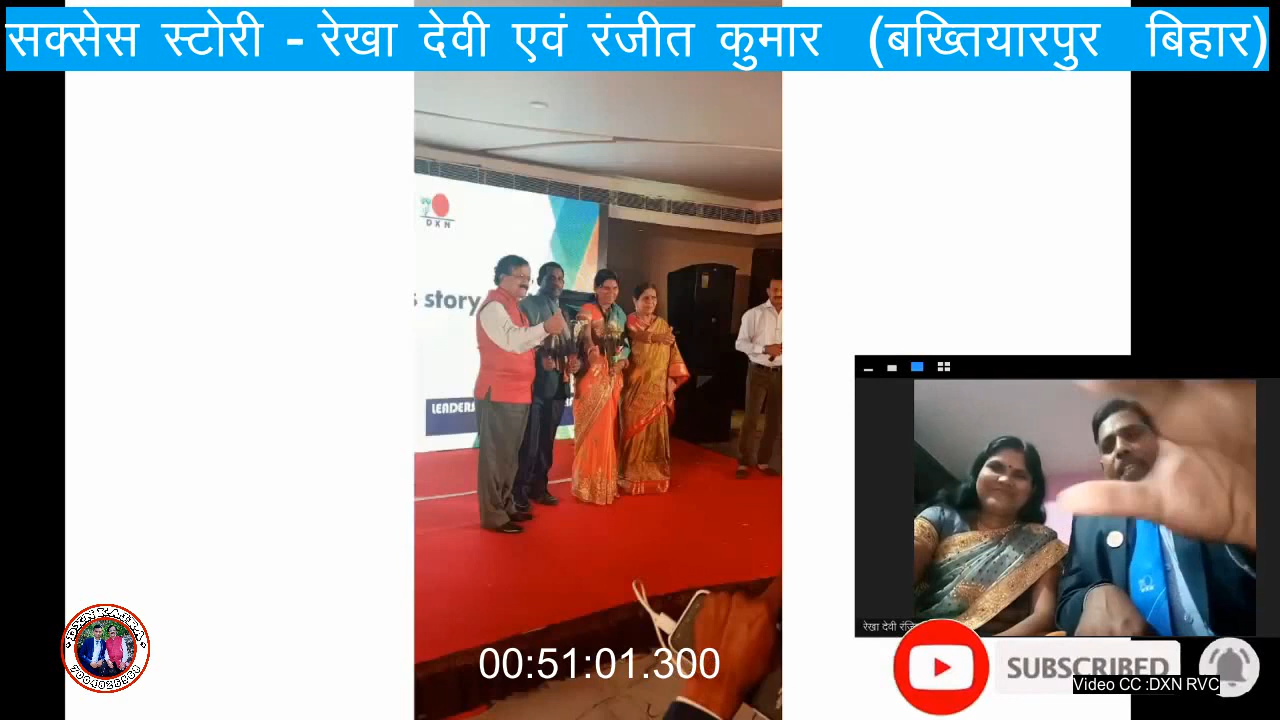 सक्सेस स्टोरी - रेखा देवी एवं रंजीत कुमार (बख्तियारपुर बिहार)
DXN
s story
LEADERS
रेखा देवी रंजि
00:51:01.300
SUBSCRIBED
Video CC :DXN RVC